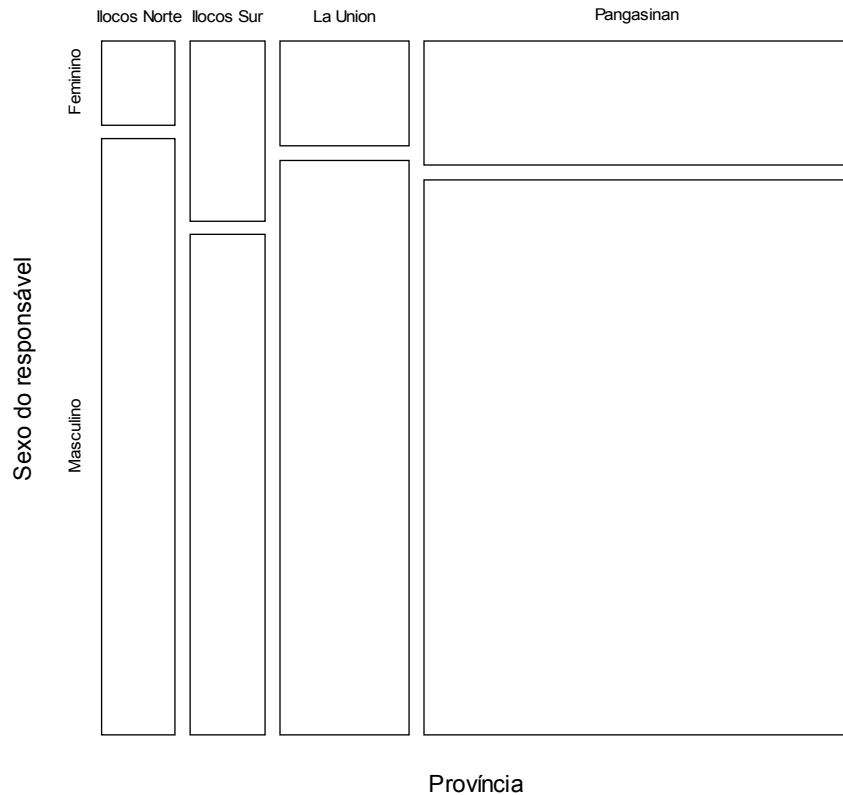 Ilocos Norte Ilocos Sur La Union Pangasinan
Feminino
Masculino
Sexo do responsável
Província